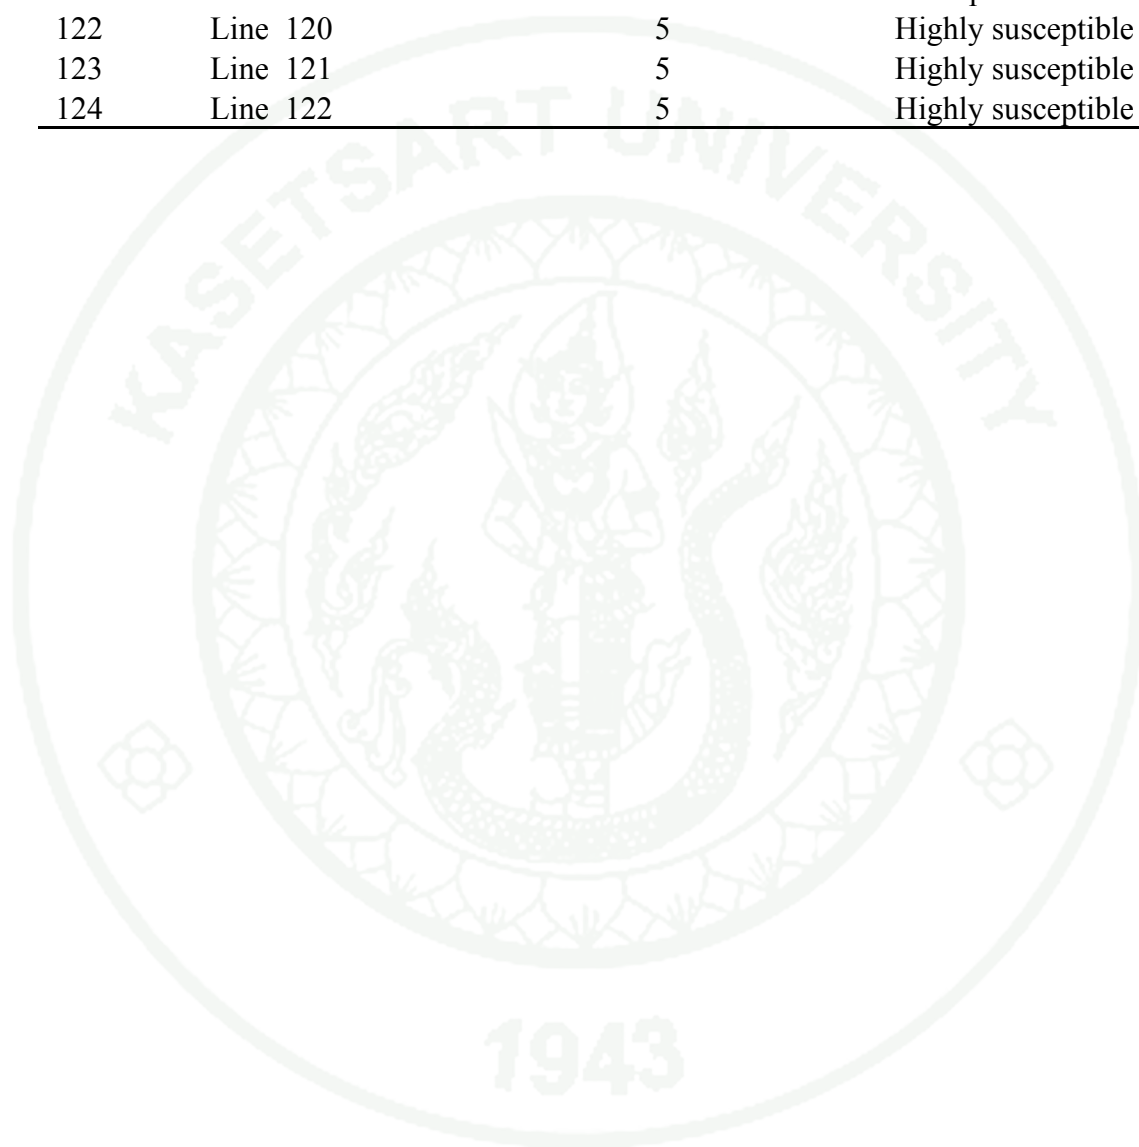 122 Line 120 5 Highly susceptible
123 Line 121 5 Highly susceptible
124 Line 122 5 Highly susceptible
KASETSART UNIVERSITY
1943